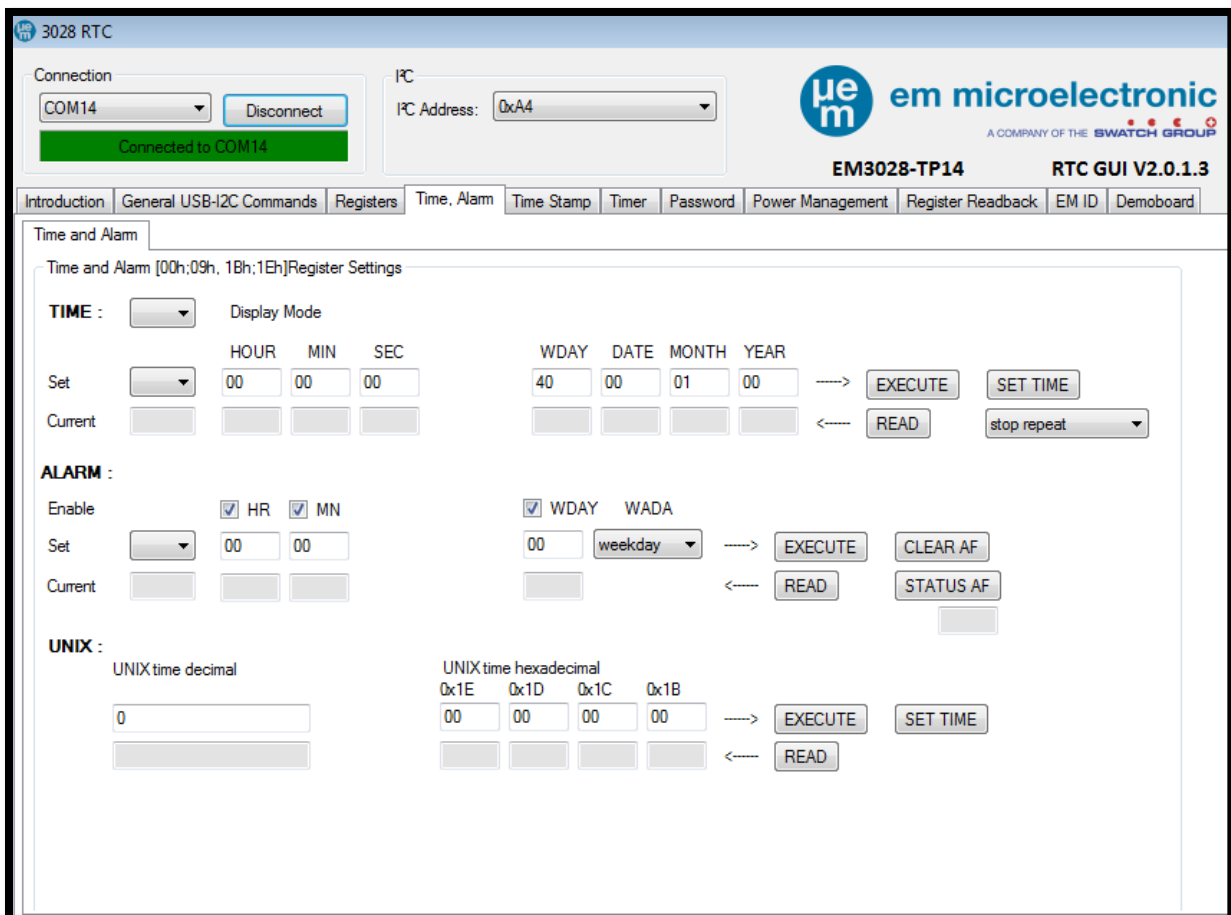 3028 RTC
Connection
I²C
COM14 Disconnect
I²C Address: 0xA4
Connected to COM14
μem
em microelectronic
A COMPANY OF THE SWATCH GROUP
EM3028-TP14 RTC GUI V2.0.1.3
Introduction General USB-I2C Commands Registers Time, Alarm Time Stamp Timer Password Power Management Register Readback EM ID Demoboard
Time and Alarm
Time and Alarm [00h;09h, 1Bh;1Eh]Register Settings
TIME : Display Mode
HOUR MIN SEC WDAY DATE MONTH YEAR
Set 00 00 00 40 00 01 00 -----> EXECUTE SET TIME
Current <----- READ stop repeat
ALARM :
Enable HR MN WDAY WADA
Set 00 00 00 weekday -----> EXECUTE CLEAR AF
Current <----- READ STATUS AF
UNIX :
UNIX time decimal UNIX time hexadecimal
0x1E 0x1D 0x1C 0x1B
0 00 00 00 00 -----> EXECUTE SET TIME
<----- READ